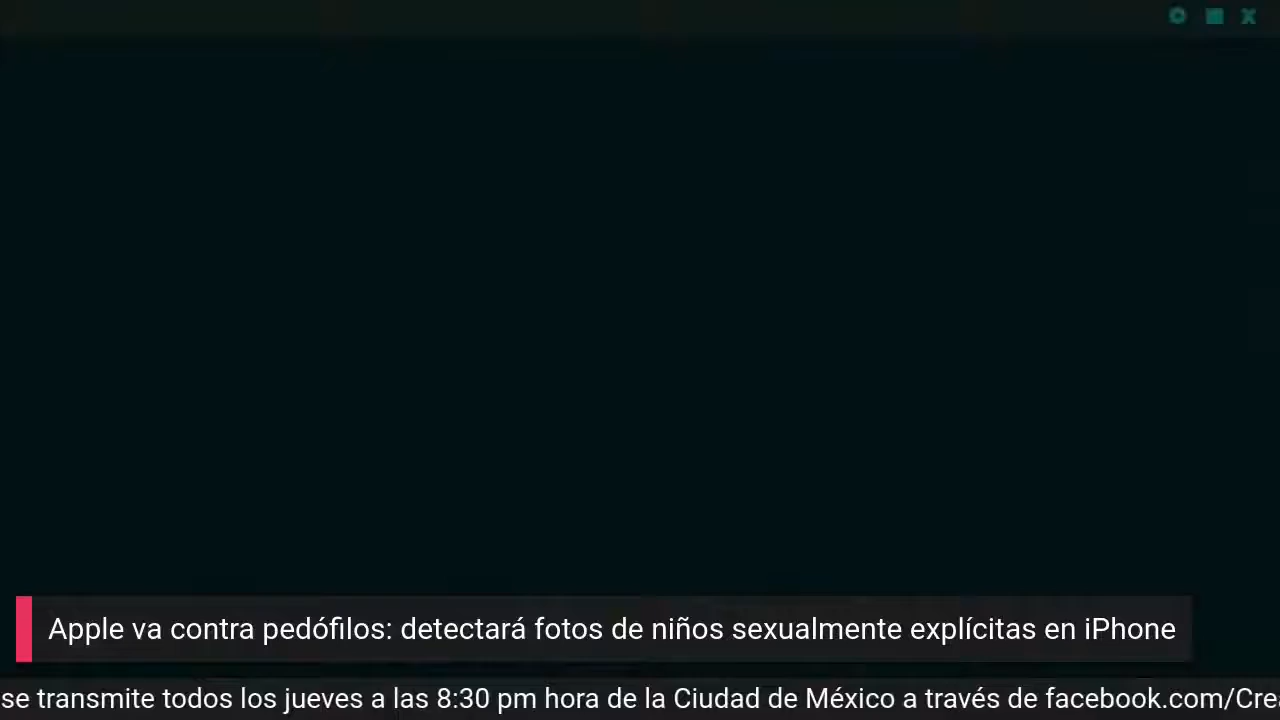 Apple va contra pedófilos: detectará fotos de niños sexualmente explícitas en iPhone
se transmite todos los jueves a las 8:30 pm hora de la Ciudad de México a través de facebook.com/Cre